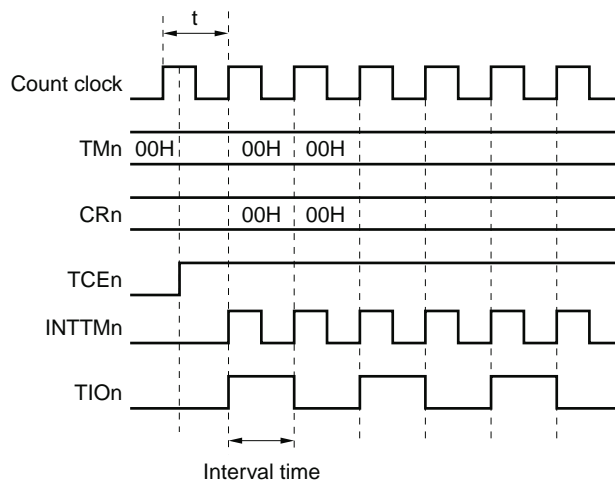 t
Count clock
TMn 00H 00H 00H
CRn 00H 00H
TCEn
INTTMn
TIOn
Interval time